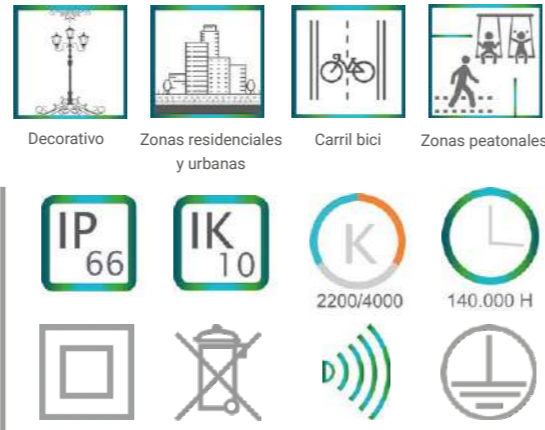 Decorativo
Zonas residenciales
y urbanas
Carril bici
Zonas peatonales
IP
66
IK
10
K
2200/4000
140.000 H